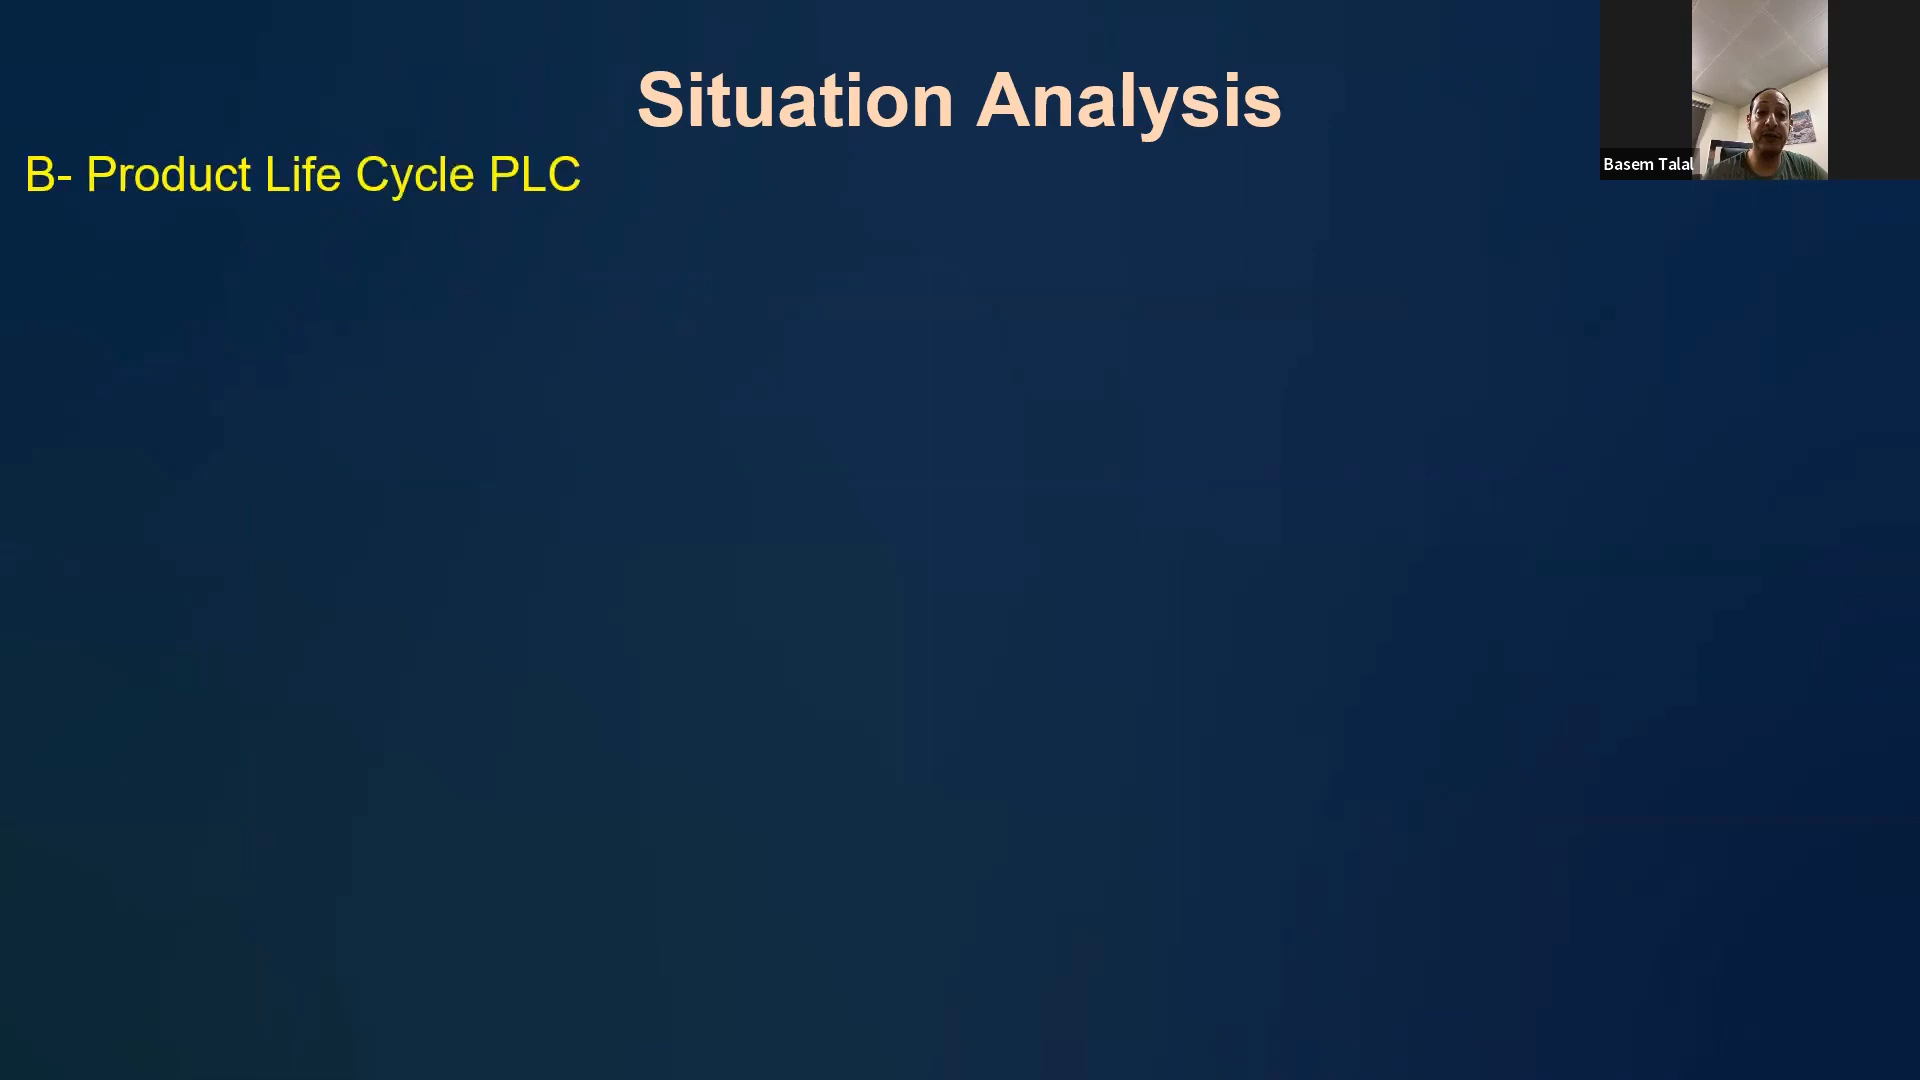 Situation Analysis
B- Product Life Cycle PLC
Basem Talal